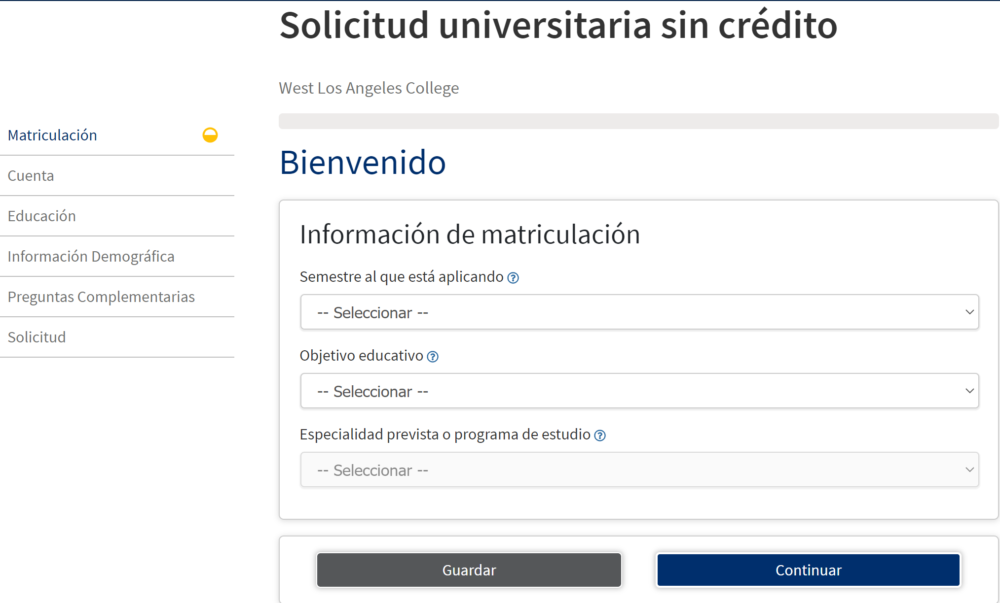 Solicitud universitaria sin crédito
West Los Angeles College
Matriculación
Cuenta
Educación
Información Demográfica
Preguntas Complementarias
Solicitud
Bienvenido
Información de matriculación
Semestre al que está aplicando ?
-- Seleccionar --
Objetivo educativo ?
-- Seleccionar --
Especialidad prevista o programa de estudio ?
-- Seleccionar --
Guardar
Continuar